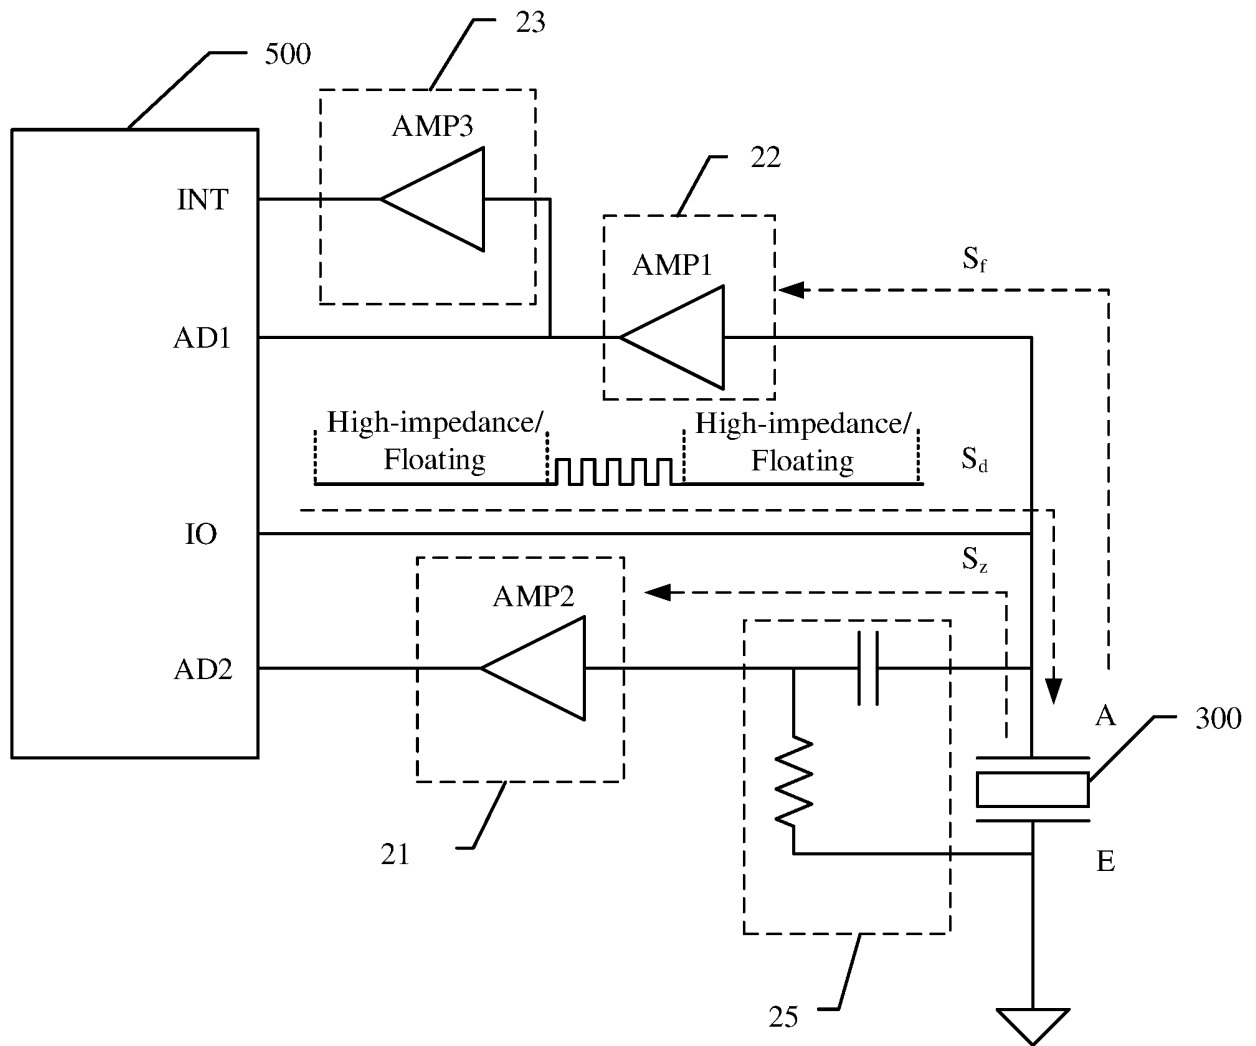 23
500
AMP3
22
INT
AMP1
Sf
AD1
High-impedance/
Floating
High-impedance/
Floating
Sd
IO
Sz
AMP2
AD2
A
300
21
E
25